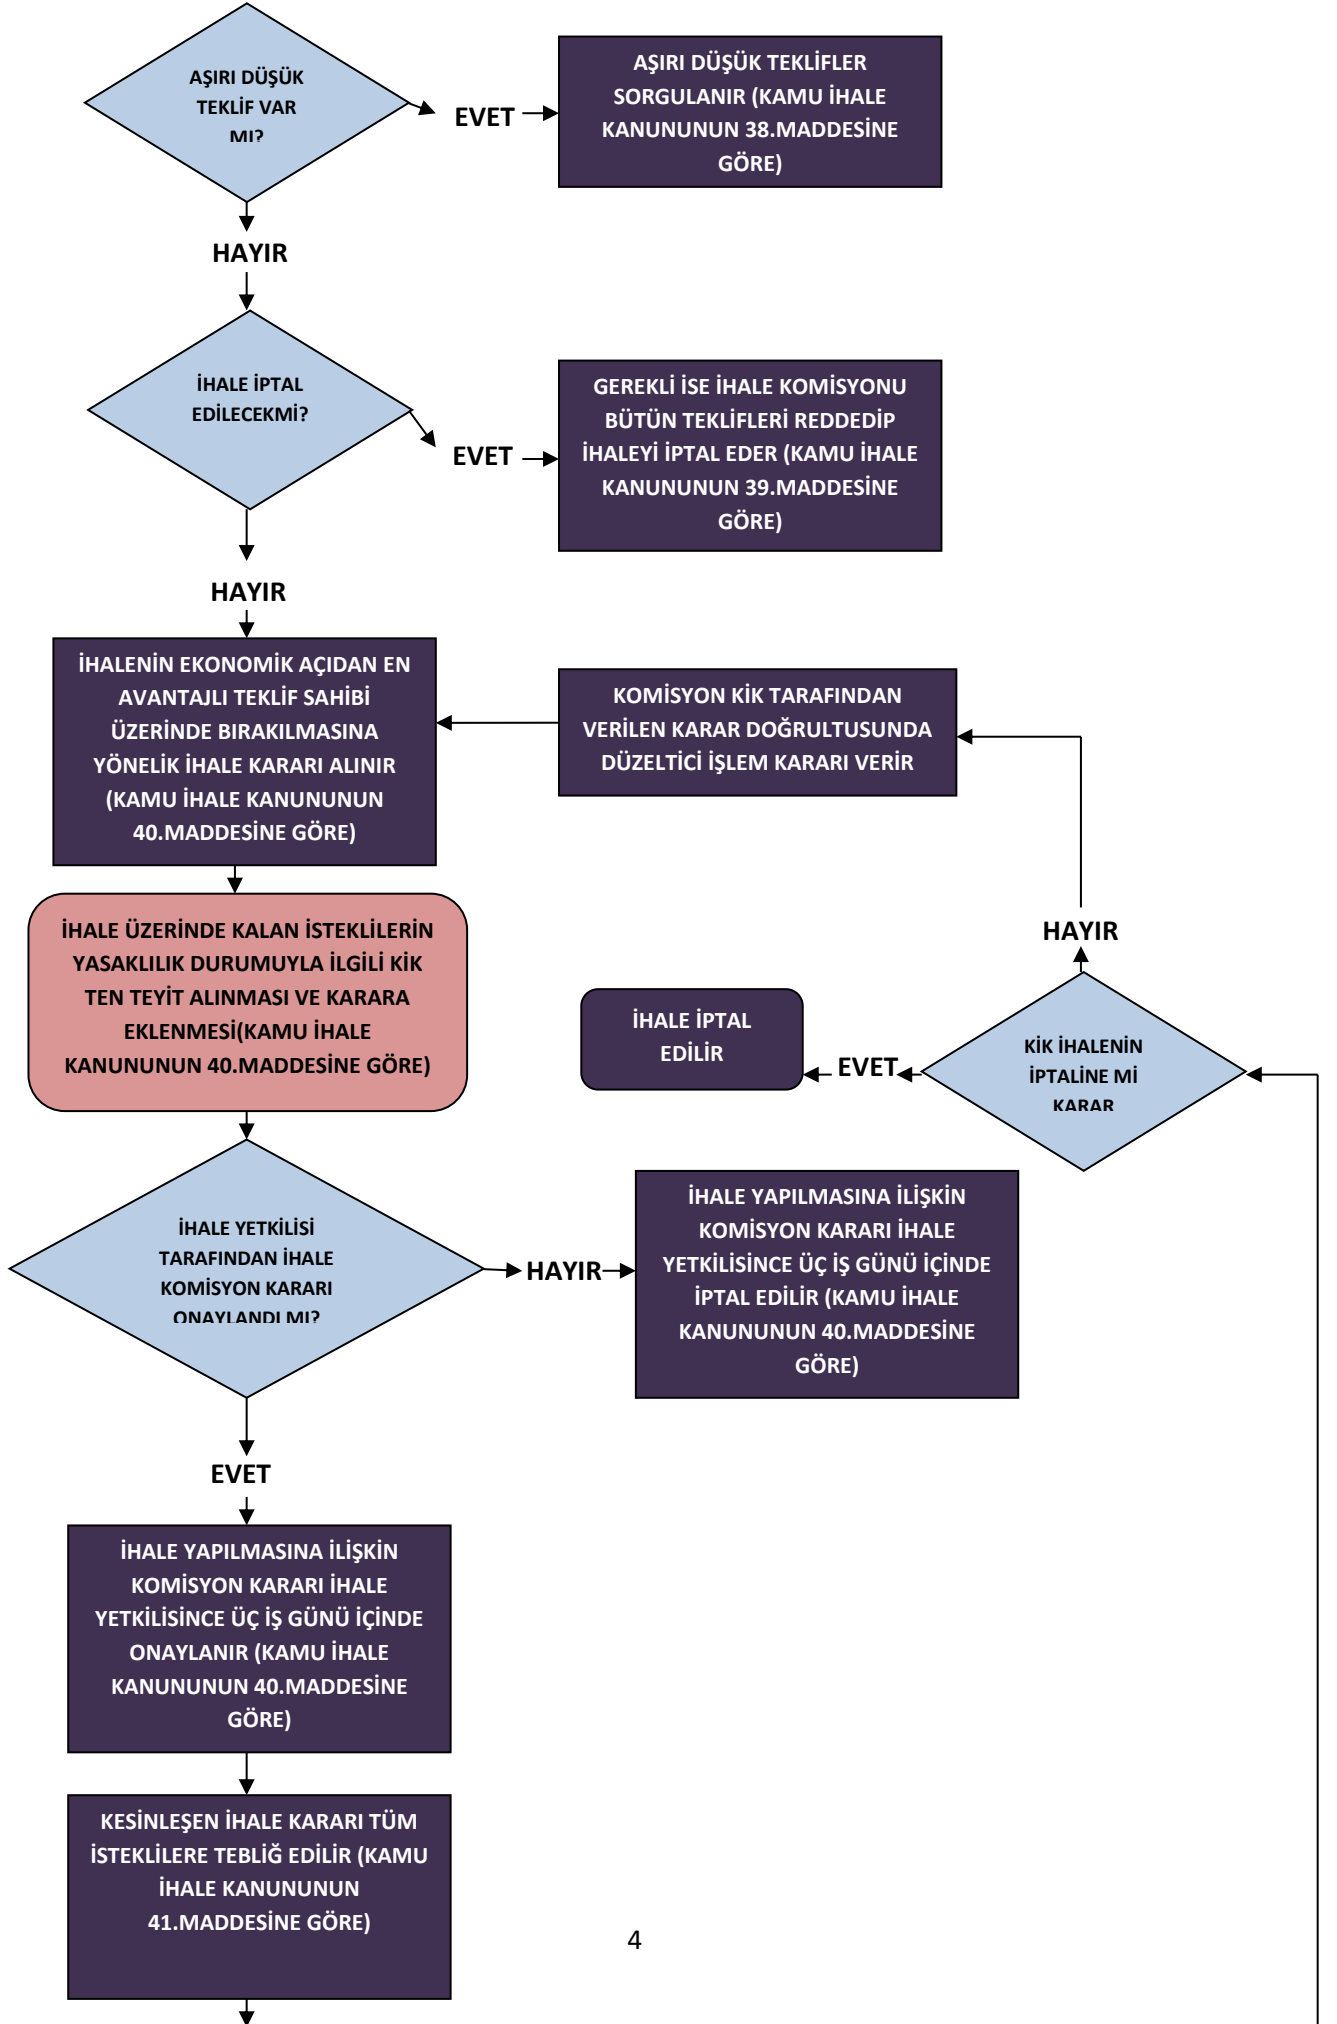 AŞIRI DÜŞÜK
TEKLİF VAR
MI?
EVET
AŞIRI DÜŞÜK TEKLİFLER
SORGULANIR (KAMU İHALE
KANUNUNUN 38.MADDESİNE
GÖRE)
HAYIR
İHALE İPTAL
EDİLECEKMİ?
EVET
GEREKLİ İSE İHALE KOMİSYONU
BÜTÜN TEKLİFLERİ REDDEDİP
İHALEYİ İPTAL EDER (KAMU İHALE
KANUNUNUN 39.MADDESİNE
GÖRE)
HAYIR
İHALENİN EKONOMİK AÇIDAN EN
AVANTAJLI TEKLİF SAHİBİ
ÜZERİNDE BIRAKILMASINA
YÖNELİK İHALE KARARI ALINIR
(KAMU İHALE KANUNUNUN
40.MADDESİNE GÖRE)
KOMİSYON KİK TARAFINDAN
VERİLEN KARAR DOĞRULTUSUNDA
DÜZELTİCİ İŞLEM KARARI VERİR
HAYIR
İHALE ÜZERİNDE KALAN İSTEKLİLERİN
YASAKLILIK DURUMUYLA İLGİLİ KİK
TEN TEYİT ALINMASI VE KARARA
EKLENMESİ(KAMU İHALE
KANUNUNUN 40.MADDESİNE GÖRE)
İHALE İPTAL
EDİLİR
EVET
KİK İHALENİN
İPTALİNE Mİ
KARAR
İHALE YETKİLİSİ
TARAFINDAN İHALE
KOMİSYON KARARI
ONAYLANDI MI?
HAYIR
İHALE YAPILMASINA İLİŞKİN
KOMİSYON KARARI İHALE
YETKİLİSİNCE ÜÇ İŞ GÜNÜ İÇİNDE
İPTAL EDİLİR (KAMU İHALE
KANUNUNUN 40.MADDESİNE
GÖRE)
EVET
İHALE YAPILMASINA İLİŞKİN
KOMİSYON KARARI İHALE
YETKİLİSİNCE ÜÇ İŞ GÜNÜ İÇİNDE
ONAYLANIR (KAMU İHALE
KANUNUNUN 40.MADDESİNE
GÖRE)
KESİNLEŞEN İHALE KARARI TÜM
İSTEKLİLERE TEBLİĞ EDİLİR (KAMU
İHALE KANUNUNUN
41.MADDESİNE GÖRE)
4